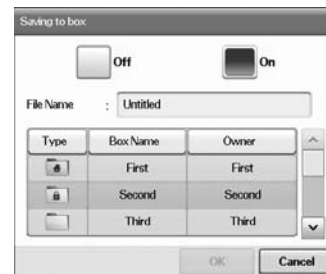 Saving to box
Off On
File Name : Untitled
Type Box Name Owner
First First
Second Second
Third Third
OK Cancel